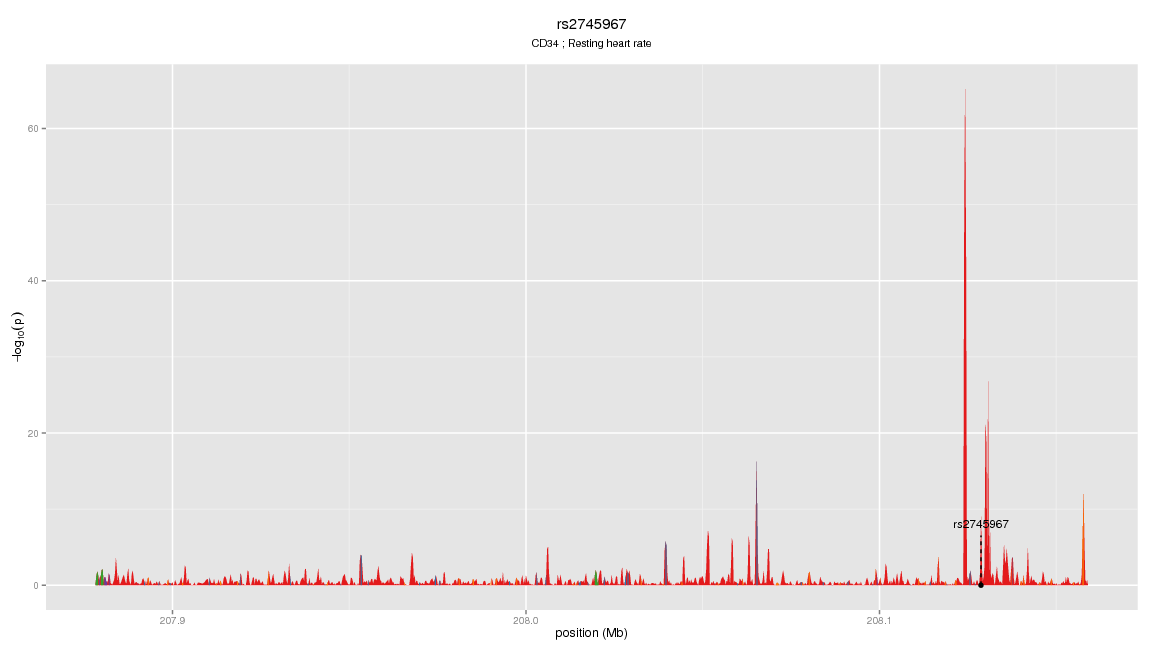 rs2745967
CD34 ; Resting heart rate
60
40
20
0
−log10(p)
rs2745967
207.9
208.0
208.1
position (Mb)